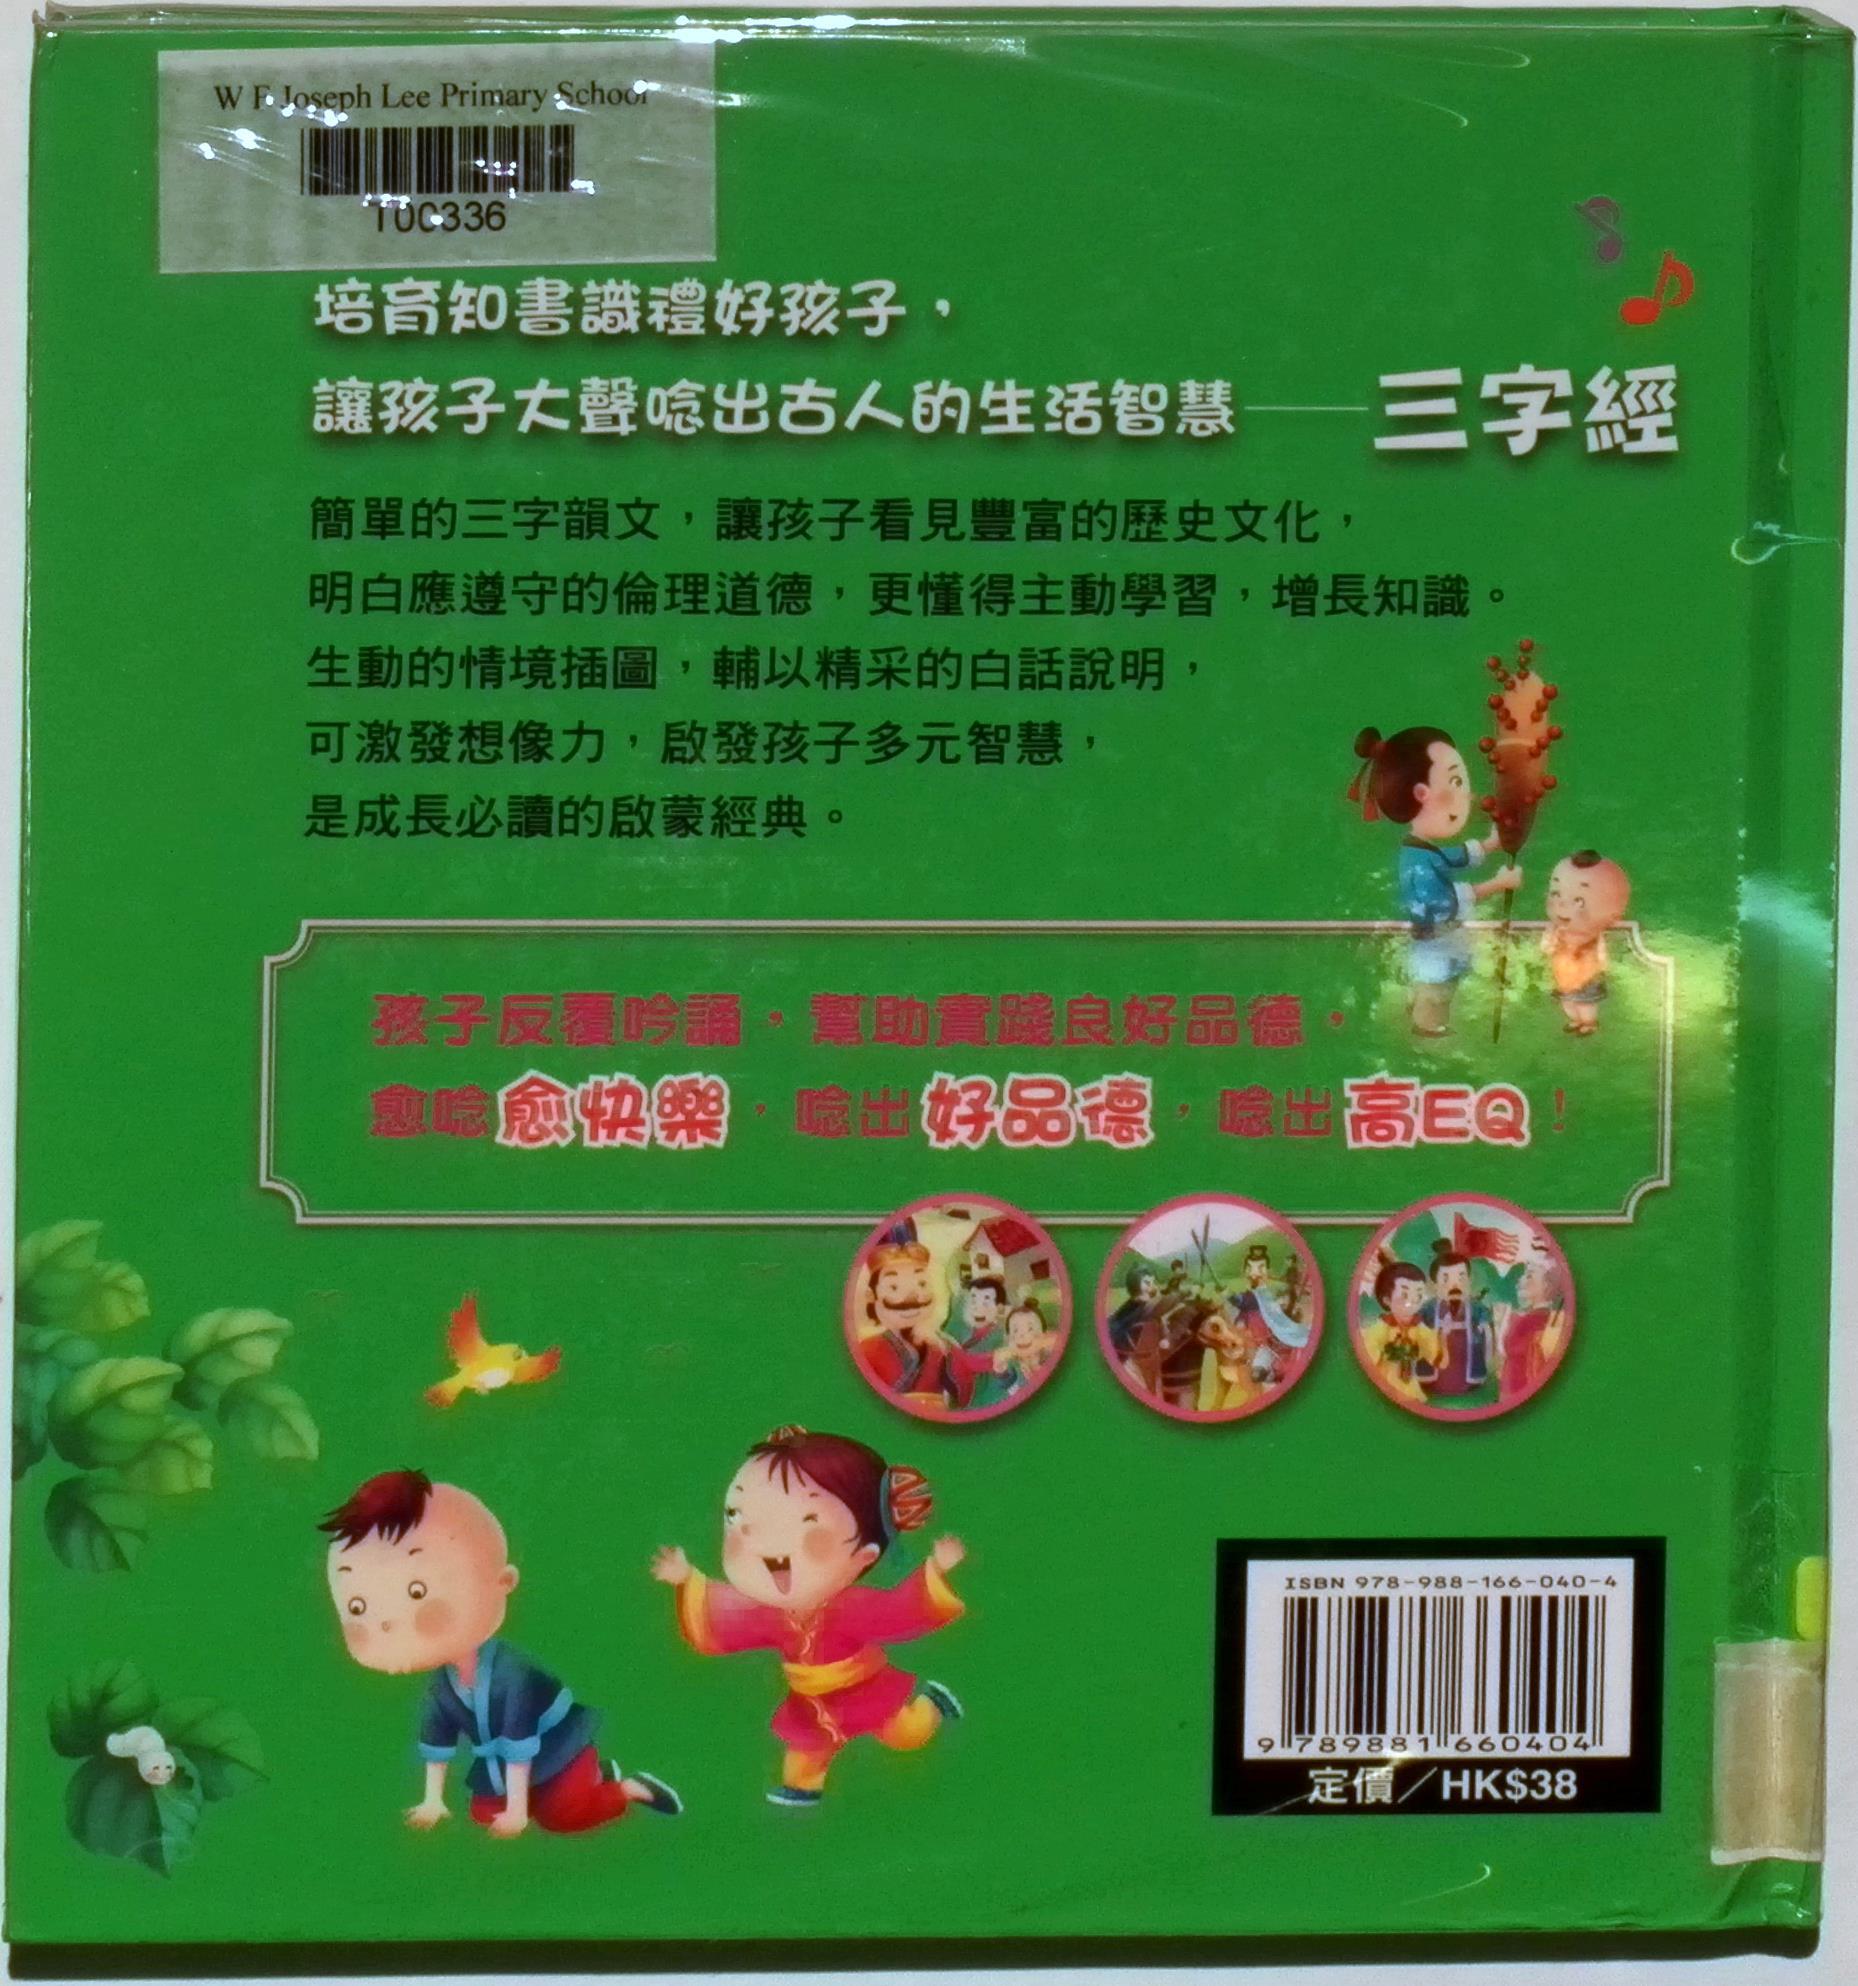 W F Joseph Lee Primary School
T00336
培育知書識禮好孩子，
讓孩子大聲唸出古人的生活智慧——三字經
簡單的三字韻文，讓孩子看見豐富的歷史文化，
明白應遵守的倫理道德，更懂得主動學習，增長知識。
生動的情境插圖，輔以精采的白話說明，
可激發想像力，啟發孩子多元智慧，
是成長必讀的啟蒙經典。
孩子反覆吟誦，幫助實踐良好品德，
愈唸愈快樂，唸出好品德，唸出高EQ！
ISBN 978-988-166-040-4
9 789881 660404
定價／HK$38